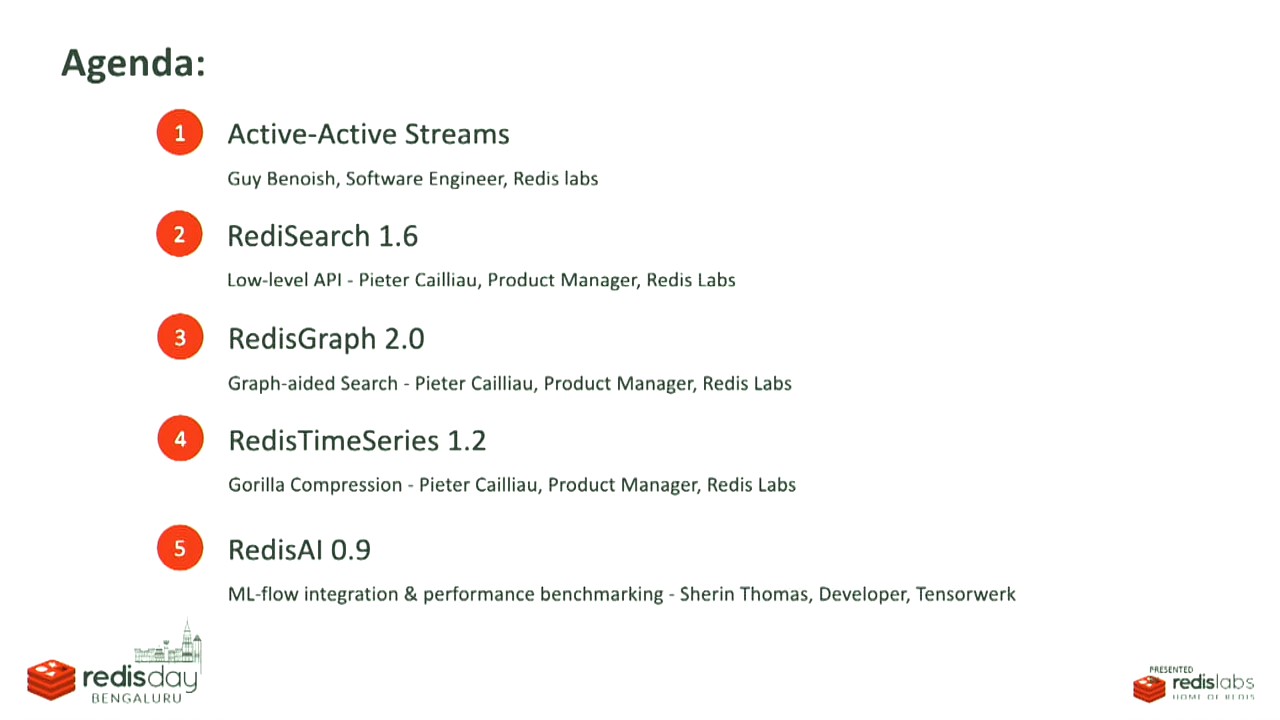 Agenda:
1 Active-Active Streams
Guy Benoish, Software Engineer, Redis labs
2 RediSearch 1.6
Low-level API - Pieter Cailliau, Product Manager, Redis Labs
3 RedisGraph 2.0
Graph-aided Search - Pieter Cailliau, Product Manager, Redis Labs
4 RedisTimeSeries 1.2
Gorilla Compression - Pieter Cailliau, Product Manager, Redis Labs
5 RedisAI 0.9
ML-flow integration & performance benchmarking - Sherin Thomas, Developer, Tensorwerk
redisday
BENGALURU
PRESENTED
redislabs
HOME OF REDIS